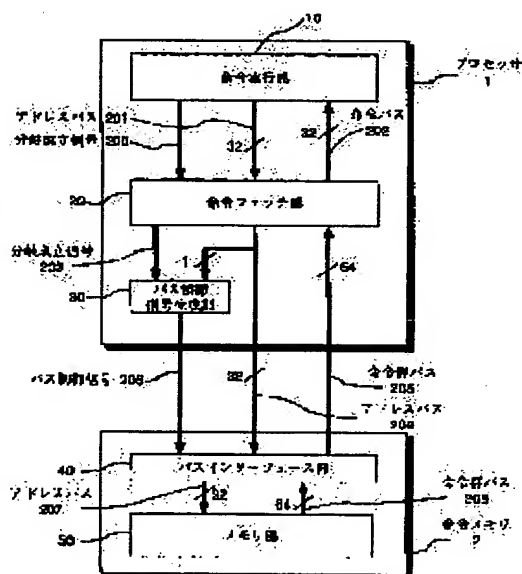 10
命令実行部
プロセッサ
1
アドレスバス 201
分岐成立信号 200
32
32
命令バス
202
20
命令フェッチ部
分岐成立信号
203
1
64
30
バス制御
信号生成部
バス制御信号 206
32
命令群バス
205
アドレスバス
204
40
バスインターフェース部
アドレスバス
207
32
64
命令群バス
50
メモリ部
命令メモリ
2